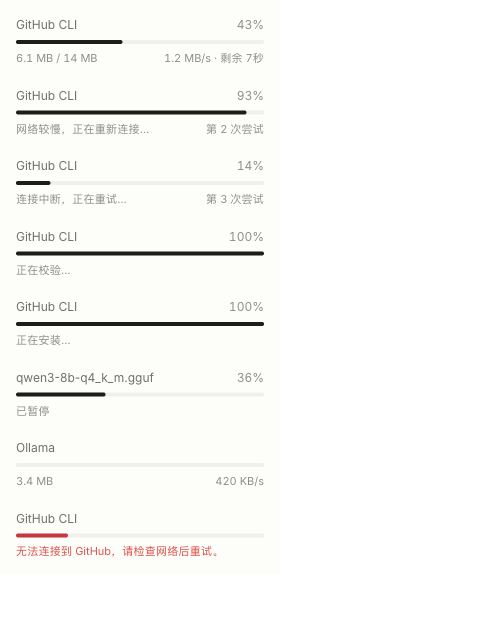 GitHub CLI 43%
6.1 MB / 14 MB 1.2 MB/s · 剩余 7秒
GitHub CLI 93%
网络较慢，正在重新连接… 第 2 次尝试
GitHub CLI 14%
连接中断，正在重试… 第 3 次尝试
GitHub CLI 100%
正在校验…
GitHub CLI 100%
正在安装…
qwen3-8b-q4_k_m.gguf 36%
已暂停
Ollama
3.4 MB 420 KB/s
GitHub CLI
无法连接到 GitHub，请检查网络后重试。